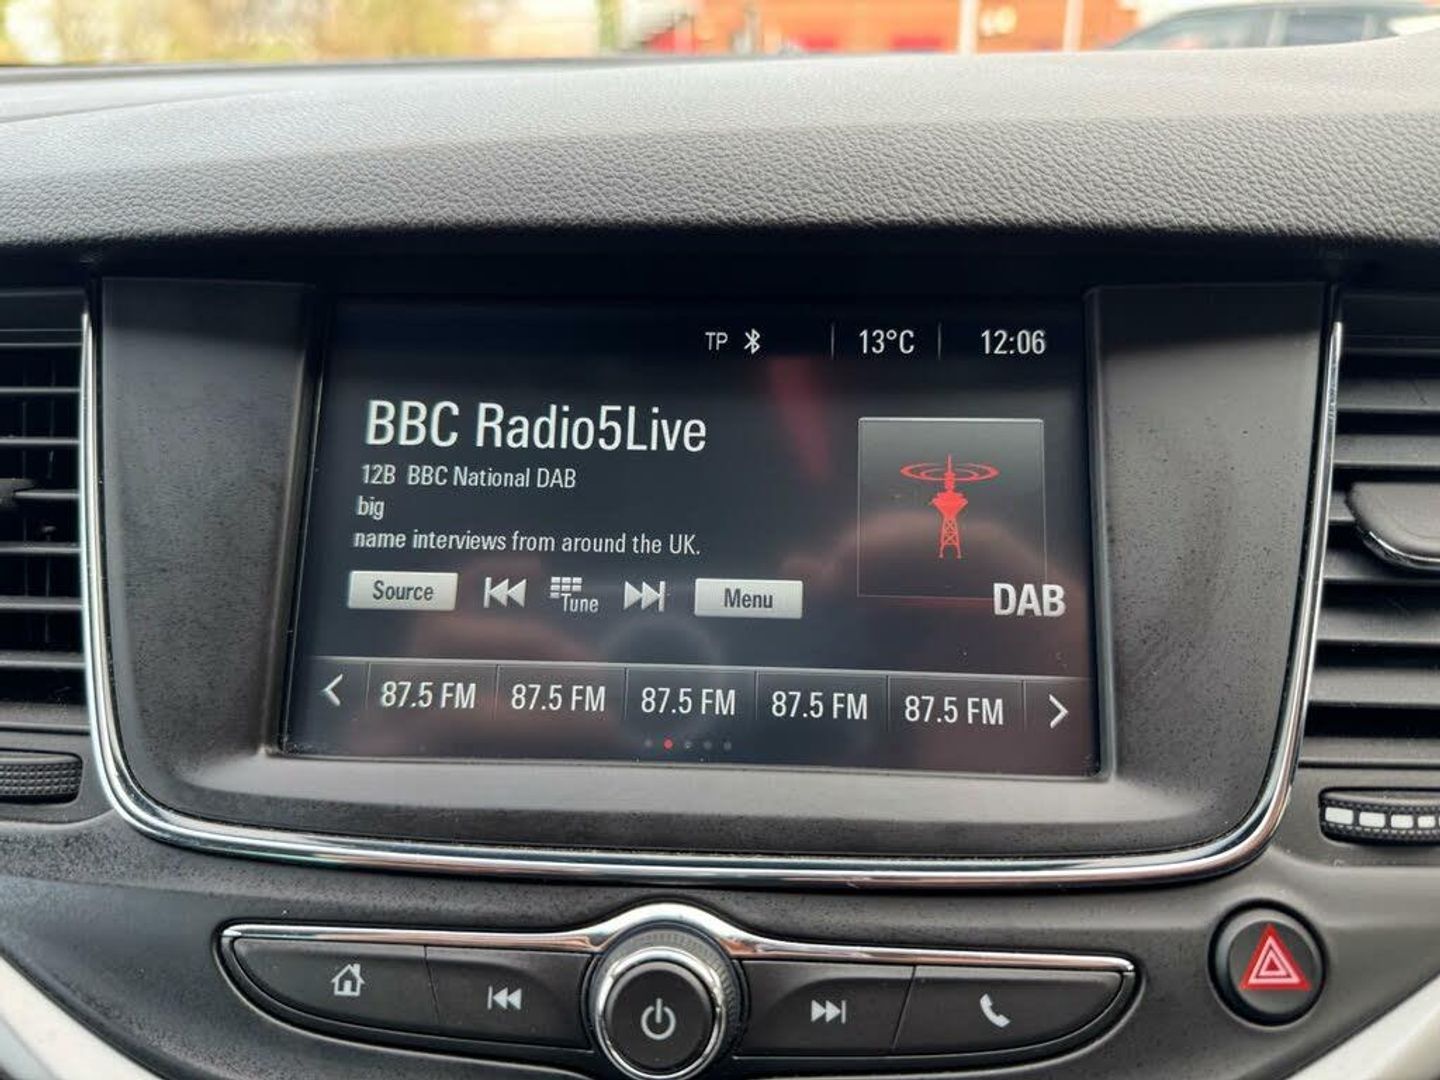 TP 13°C 12:06
BBC Radio5Live
12B BBC National DAB
big
name interviews from around the UK.
Source Tune Menu
DAB
87.5 FM 87.5 FM 87.5 FM 87.5 FM 87.5 FM